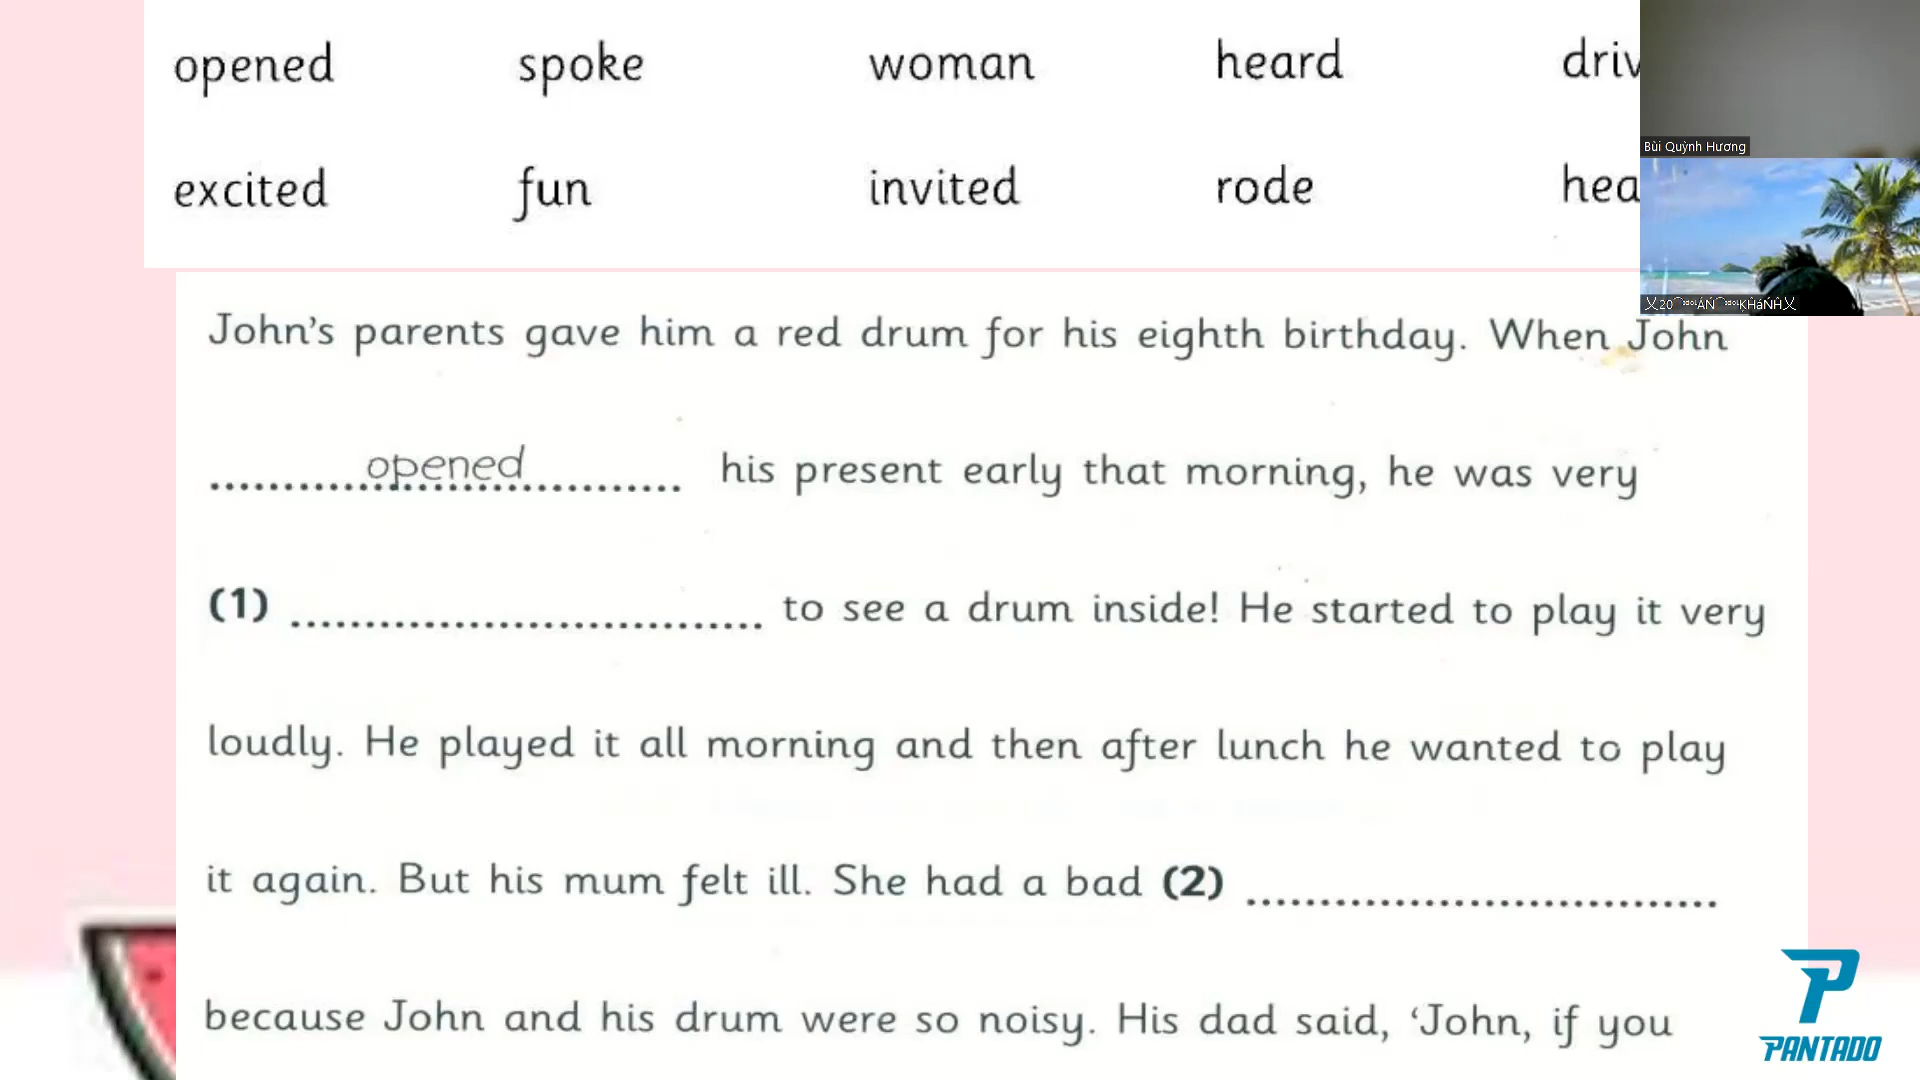 opened spoke woman heard
excited fun invited rode
Bùi Quỳnh Hương
John's parents gave him a red drum for his eighth birthday. When John
opened his present early that morning, he was very
(1) ................................ to see a drum inside! He started to play it very
loudly. He played it all morning and then after lunch he wanted to play
it again. But his mum felt ill. She had a bad (2) ................................
because John and his drum were so noisy. His dad said, 'John, if you
PANTADO